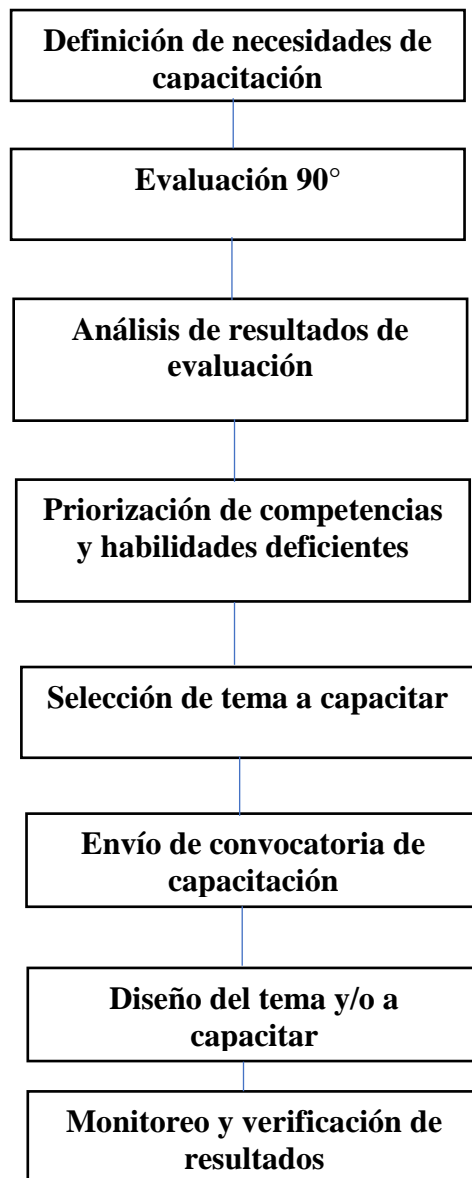 Definición de necesidades de
capacitación
Evaluación 90°
Análisis de resultados de
evaluación
Priorización de competencias
y habilidades deficientes
Selección de tema a capacitar
Envío de convocatoria de
capacitación
Diseño del tema y/o a
capacitar
Monitoreo y verificación de
resultados